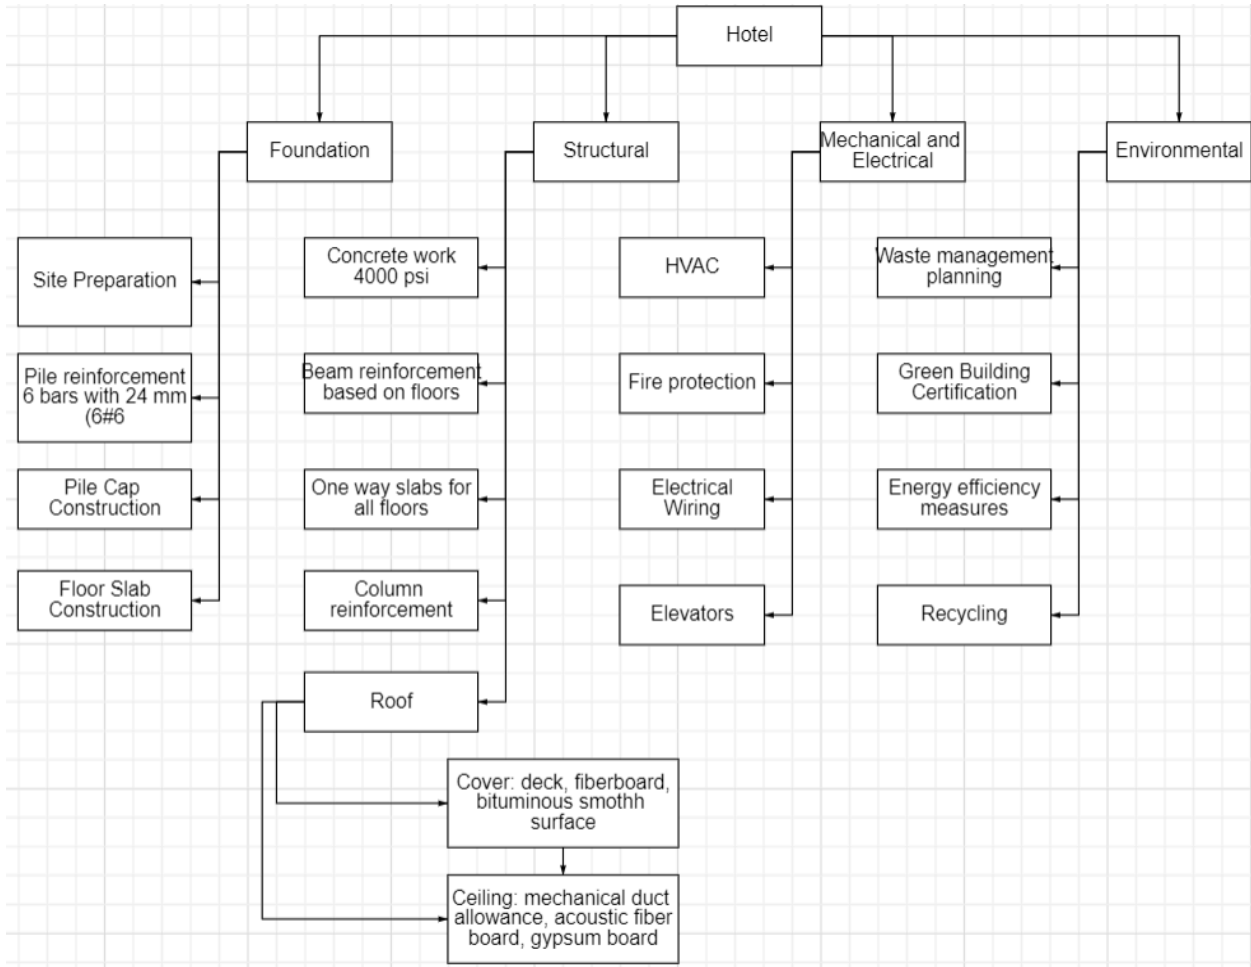 Hotel
Foundation
Structural
Mechanical and
Electrical
Environmental
Site Preparation
Pile reinforcement
6 bars with 24 mm
(6#6
Pile Cap
Construction
Floor Slab
Construction
Concrete work
4000 psi
Beam reinforcement
based on floors
One way slabs for
all floors
Column
reinforcement
Roof
Cover: deck, fiberboard,
bituminous smothh
surface
Ceiling: mechanical duct
allowance, acoustic fiber
board, gypsum board
HVAC
Fire protection
Electrical
Wiring
Elevators
Waste management
planning
Green Building
Certification
Energy efficiency
measures
Recycling